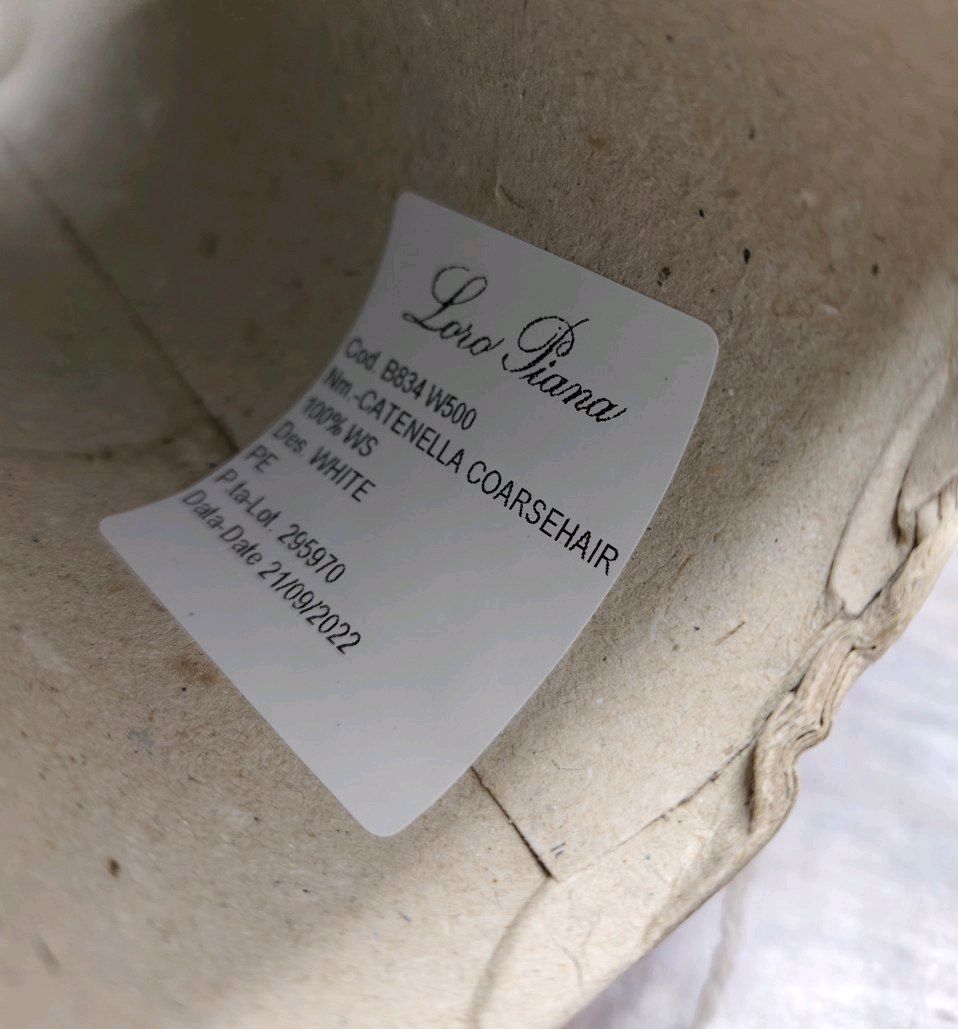 Loro Piana
Cod. B834 W500
Nm.-CATENELLA COARSEHAIR
100% WS
Des. WHITE
PE
P.ta-Lot. 295970
Data-Date 21/09/2022